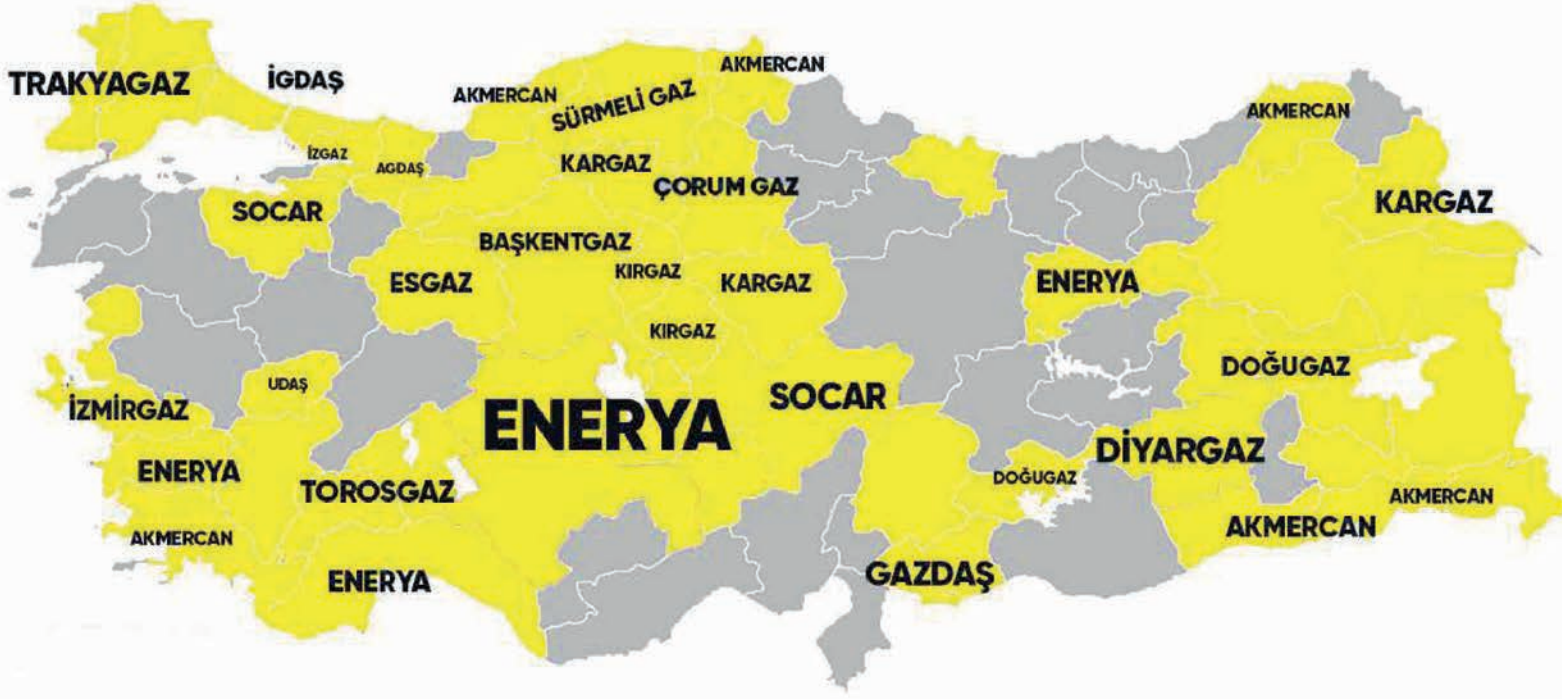 AKMERCAN
TRAKYAGAZ
İGDAŞ
AKMERCAN
SÜRMELİ GAZ
AKMERCAN
İZGAZ
AGDAŞ
KARGAZ
ÇORUM GAZ
KARGAZ
SOCAR
BAŞKENTGAZ
ESGAZ
KIRGAZ
KARGAZ
ENERYA
KIRGAZ
UDAŞ
DOĞUGAZ
İZMİRGAZ
ENERYA
SOCAR
ENERYA
TOROSGAZ
DİYARGAZ
DOĞUGAZ
AKMERCAN
AKMERCAN
AKMERCAN
ENERYA
GAZDAŞ